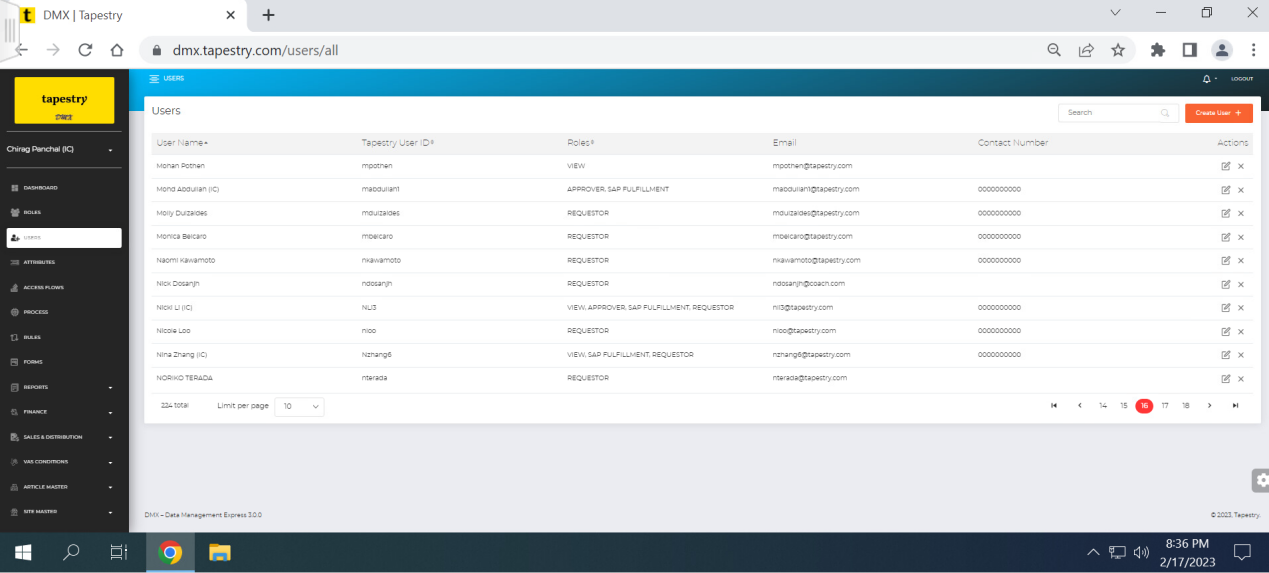 DMX | Tapestry
dmx.tapestry.com/users/all
tapestry
DMX
USERS
LOGOUT
Chirag Panchal (IC)
DASHBOARD
ROLES
USERS
ATTRIBUTES
ACCESS FLOWS
PROCESS
RULES
FORMS
REPORTS
FINANCE
SALES & DISTRIBUTION
VAS CONDITIONS
ARTICLE MASTER
SITE MASTER
Users
Search
Create User +
User Name Tapestry User ID Roles Email Contact Number Actions
Mohan Pothen mpothen VIEW mpothen@tapestry.com
Mohd Abdullah (IC) mabdullah1 APPROVER, SAP FULFILLMENT mabdullah1@tapestry.com 0000000000
Molly Dulzaides mdulzaides REQUESTOR mdulzaides@tapestry.com 0000000000
Monica Belcaro mbelcaro REQUESTOR mbelcaro@tapestry.com 0000000000
Naomi Kawamoto nkawamoto REQUESTOR nkawamoto@tapestry.com 0000000000
Nick Dosanjh ndosanjh REQUESTOR ndosanjh@coach.com
Nicki Li (IC) NLi3 VIEW, APPROVER, SAP FULFILLMENT, REQUESTOR nli3@tapestry.com 0000000000
Nicole Loo nloo REQUESTOR nloo@tapestry.com 0000000000
Nina Zhang (IC) Nzhang6 VIEW, SAP FULFILLMENT, REQUESTOR nzhang6@tapestry.com 0000000000
NORIKO TERADA nterada REQUESTOR nterada@tapestry.com
224 total Limit per page 10 14 15 16 17 18
DMX – Data Management Express 3.0.0
© 2023, Tapestry.
8:36 PM
2/17/2023